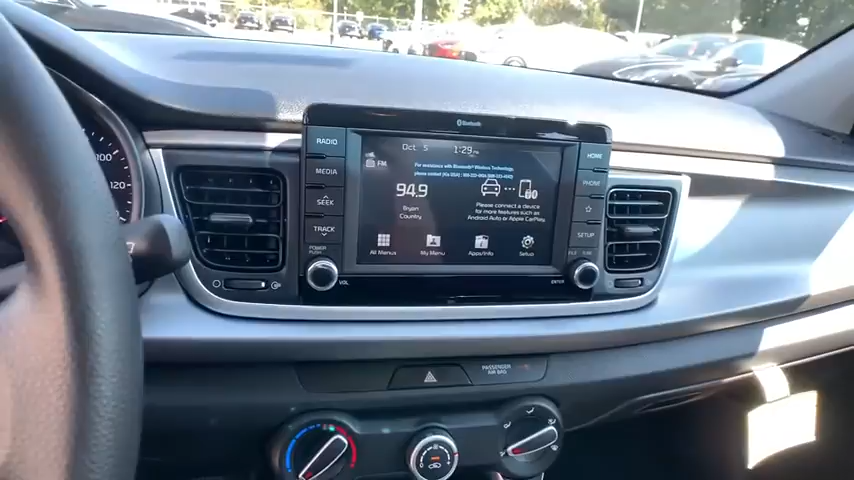 Bluetooth
RADIO
MEDIA
SEEK
TRACK
POWER PUSH
VOL
Oct 5 1:29
For assistance with Bluetooth® Wireless Technology,
FM
94.9
Bryan
Country
Please connect a device
for more features such as
Android Auto or Apple CarPlay
All Menus
My Menu
Apps/Info
Setup
HOME
PHONE
SETUP
FILE TUNE
ENTER
100
120
PASSENGER
AIR BAG